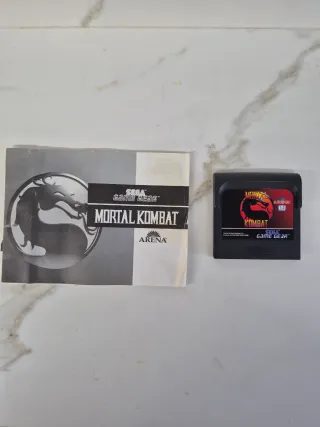 SEGA
GAME GEAR
MORTAL KOMBAT
ARENA
MORTAL
KOMBAT
SEGA
GAME GEAR